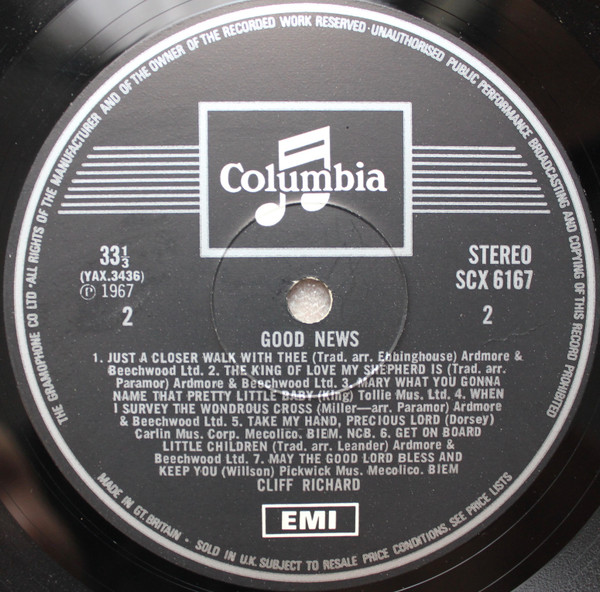 THE GRAMOPHONE CO LTD · ALL RIGHTS OF THE MANUFACTURER AND OF THE OWNER OF THE RECORDED WORK RESERVED · UNAUTHORISED PUBLIC PERFORMANCE BROADCASTING AND COPYING OF THIS RECORD PROHIBITED
Columbia
33⅓
(YAX.3436)
Ⓟ 1967
2
STEREO
SCX 6167
2
GOOD NEWS
1. JUST A CLOSER WALK WITH THEE (Trad. arr. Ebbinghouse) Ardmore &
Beechwood Ltd. 2. THE KING OF LOVE MY SHEPHERD IS (Trad. arr.
Paramor) Ardmore & Beechwood Ltd. 3. MARY WHAT YOU GONNA
NAME THAT PRETTY LITTLE BABY (King) Tollie Mus. Ltd. 4. WHEN
I SURVEY THE WONDROUS CROSS (Miller—arr. Paramor) Ardmore
& Beechwood Ltd. 5. TAKE MY HAND, PRECIOUS LORD (Dorsey)
Carlin Mus. Corp. Mecolico. BIEM. NCB. 6. GET ON BOARD
LITTLE CHILDREN (Trad. arr. Leander) Ardmore &
Beechwood Ltd. 7. MAY THE GOOD LORD BLESS AND
KEEP YOU (Willson) Pickwick Mus. Mecolico. BIEM
CLIFF RICHARD
EMI
MADE IN GT. BRITAIN · SOLD IN U.K. SUBJECT TO RESALE PRICE CONDITIONS, SEE PRICE LISTS